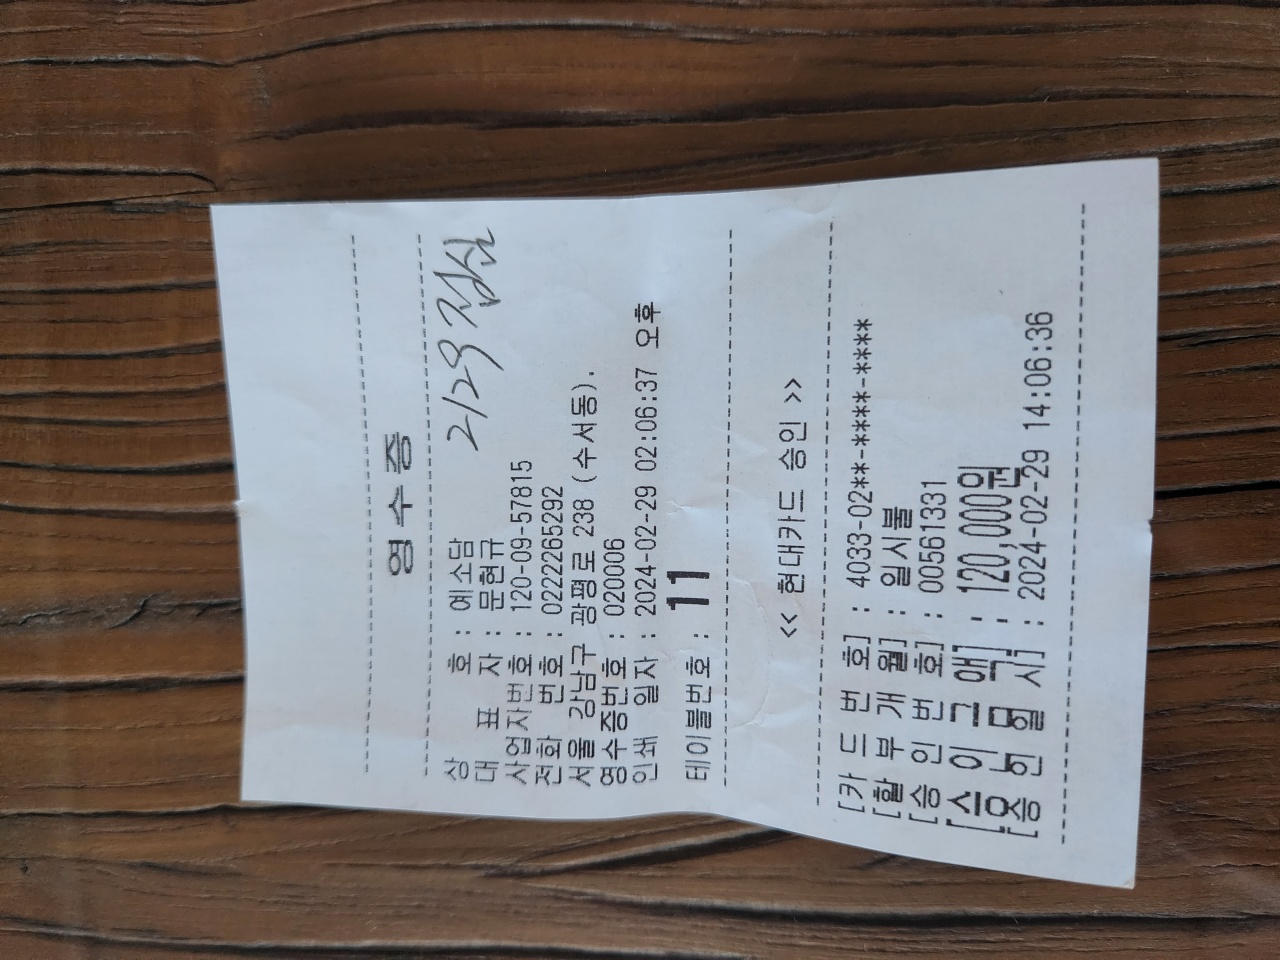 영수증
2/29 점심
상 호 : 예소담
대 표 자 : 문현규
사업자번호 : 120-09-57815
전화 번호 : 0222265292
서울 강남구 광평로 238 (수서동).
영수증번호 : 020006
인쇄 일자 : 2024-02-29 02:06:37 오후
테이블번호 : 11
<< 현대카드 승인 >>
[카 드 번 호] : 4033-02**-****-****
[할 부 개 월] : 일시불
[승 인 번 호] : 00561331
[승 인 금 액] : 120,000원
[승 인 일 시] : 2024-02-29 14:06:36